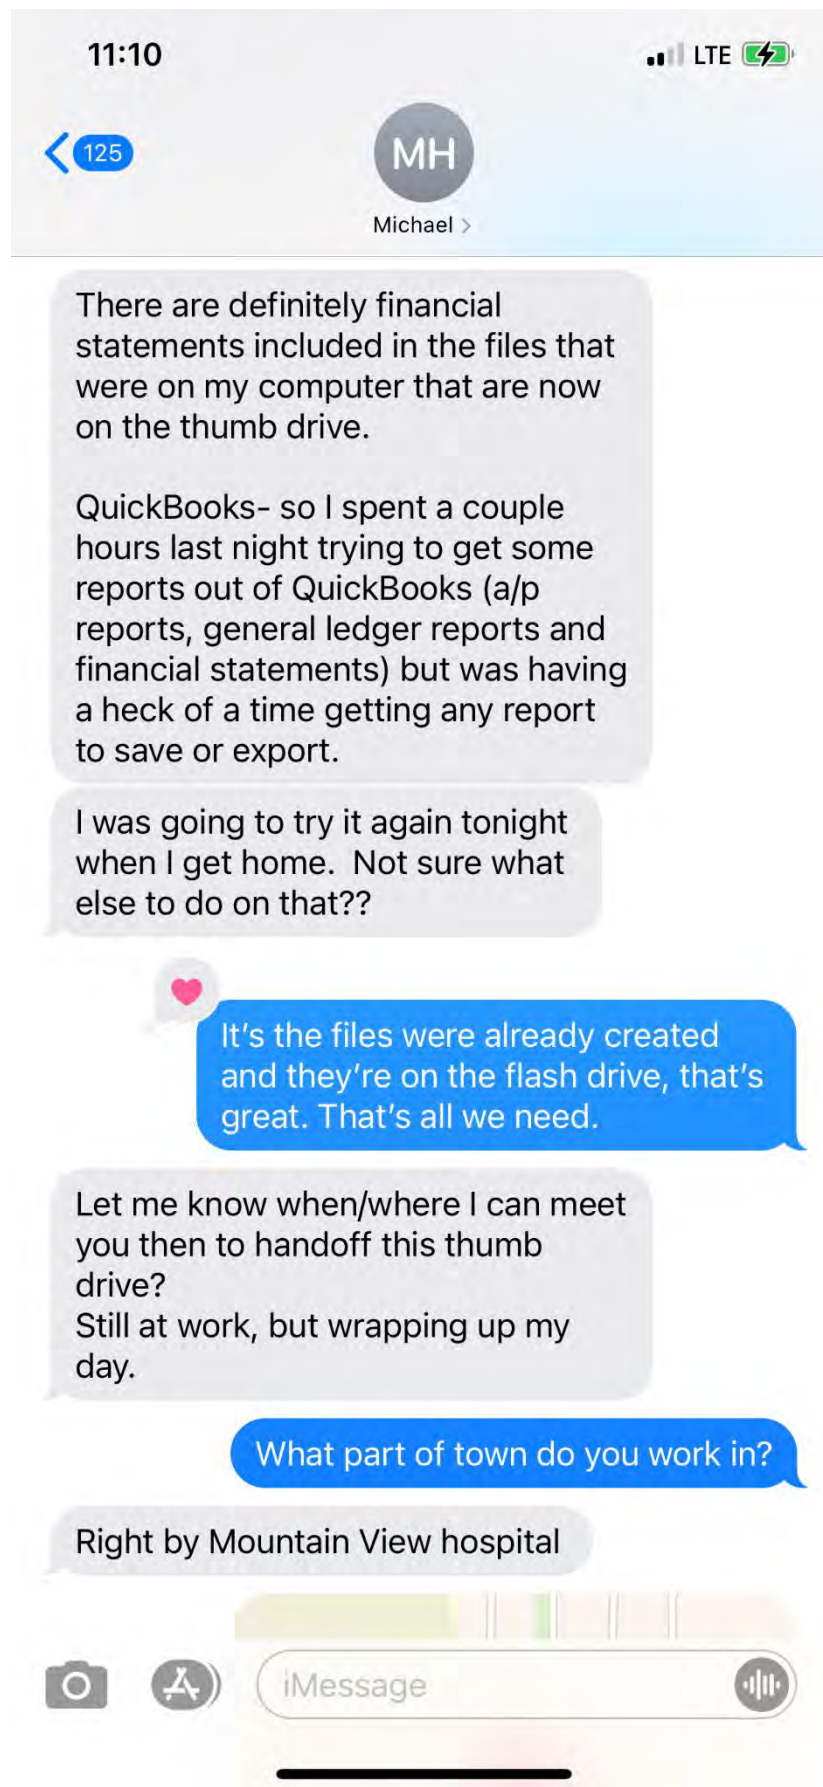 11:10
LTE
125
MH
Michael
There are definitely financial
statements included in the files that
were on my computer that are now
on the thumb drive.
QuickBooks- so I spent a couple
hours last night trying to get some
reports out of QuickBooks (a/p
reports, general ledger reports and
financial statements) but was having
a heck of a time getting any report
to save or export.
I was going to try it again tonight
when I get home.  Not sure what
else to do on that??
It’s the files were already created
and they’re on the flash drive, that’s
great. That’s all we need.
Let me know when/where I can meet
you then to handoff this thumb
drive?
Still at work, but wrapping up my
day.
What part of town do you work in?
Right by Mountain View hospital
iMessage